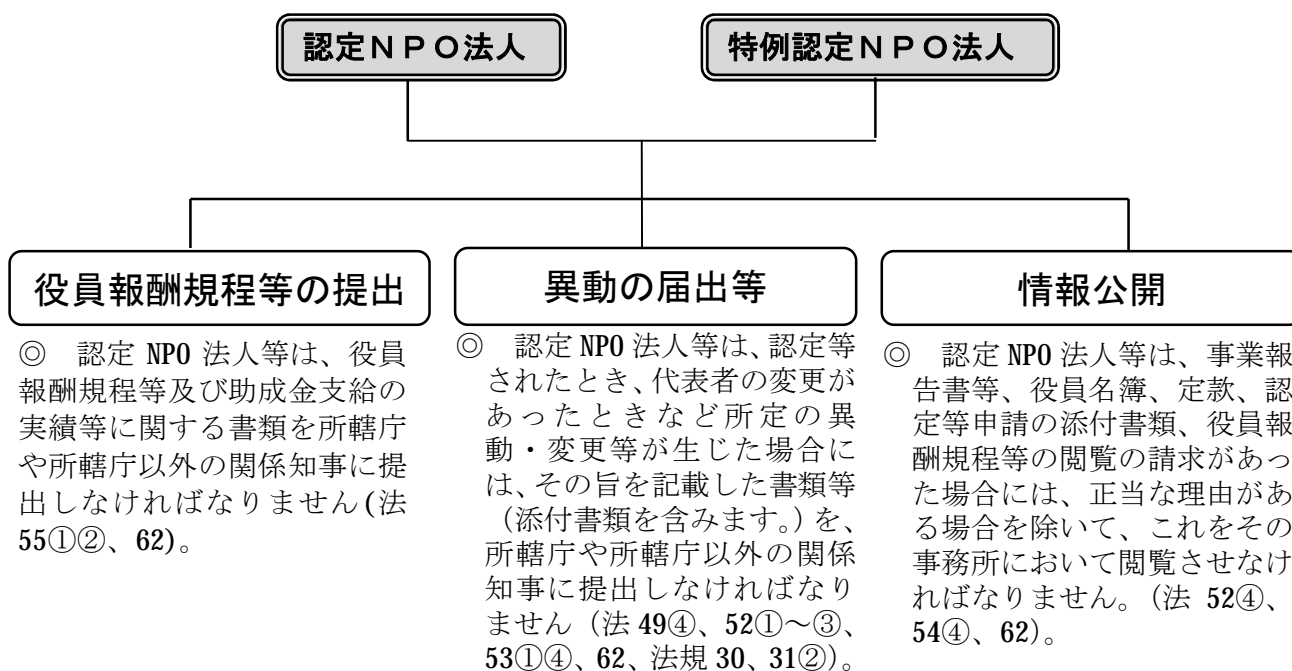 認定ＮＰＯ法人
特例認定ＮＰＯ法人
役員報酬規程等の提出
◎　認定 NPO 法人等は、役員
報酬規程等及び助成金支給の
実績等に関する書類を所轄庁
や所轄庁以外の関係知事に提
出しなければなりません(法
55①②、62)。
異動の届出等
◎　認定 NPO 法人等は、認定等
されたとき、代表者の変更が
あったときなど所定の異
動・変更等が生じた場合に
は、その旨を記載した書類等
（添付書類を含みます。）を、
所轄庁や所轄庁以外の関係
知事に提出しなければなり
ません（法 49④、52①～③、
53①④、62、法規 30、31②）。
情報公開
◎　認定 NPO 法人等は、事業報
告書等、役員名簿、定款、認
定等申請の添付書類、役員報
酬規程等の閲覧の請求があっ
た場合には、正当な理由があ
る場合を除いて、これをその
事務所において閲覧させなけ
ればなりません。（法 52④、
54④、62）。